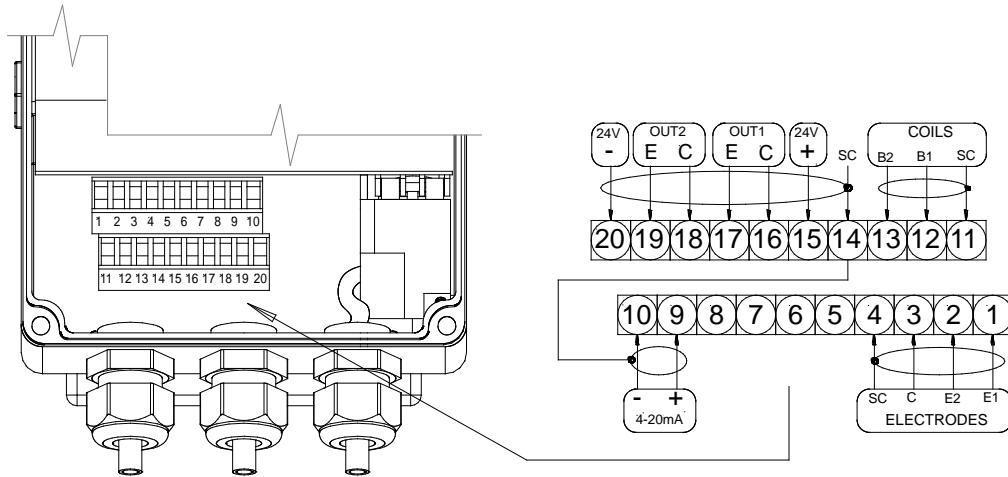 1 2 3 4 5 6 7 8 9 10
11 12 13 14 15 16 17 18 19 20
24V OUT2 OUT1 24V COILS
- E C E C + SC B2 B1 SC
20 19 18 17 16 15 14 13 12 11
10 9 8 7 6 5 4 3 2 1
- + SC C E2 E1
4-20mA ELECTRODES